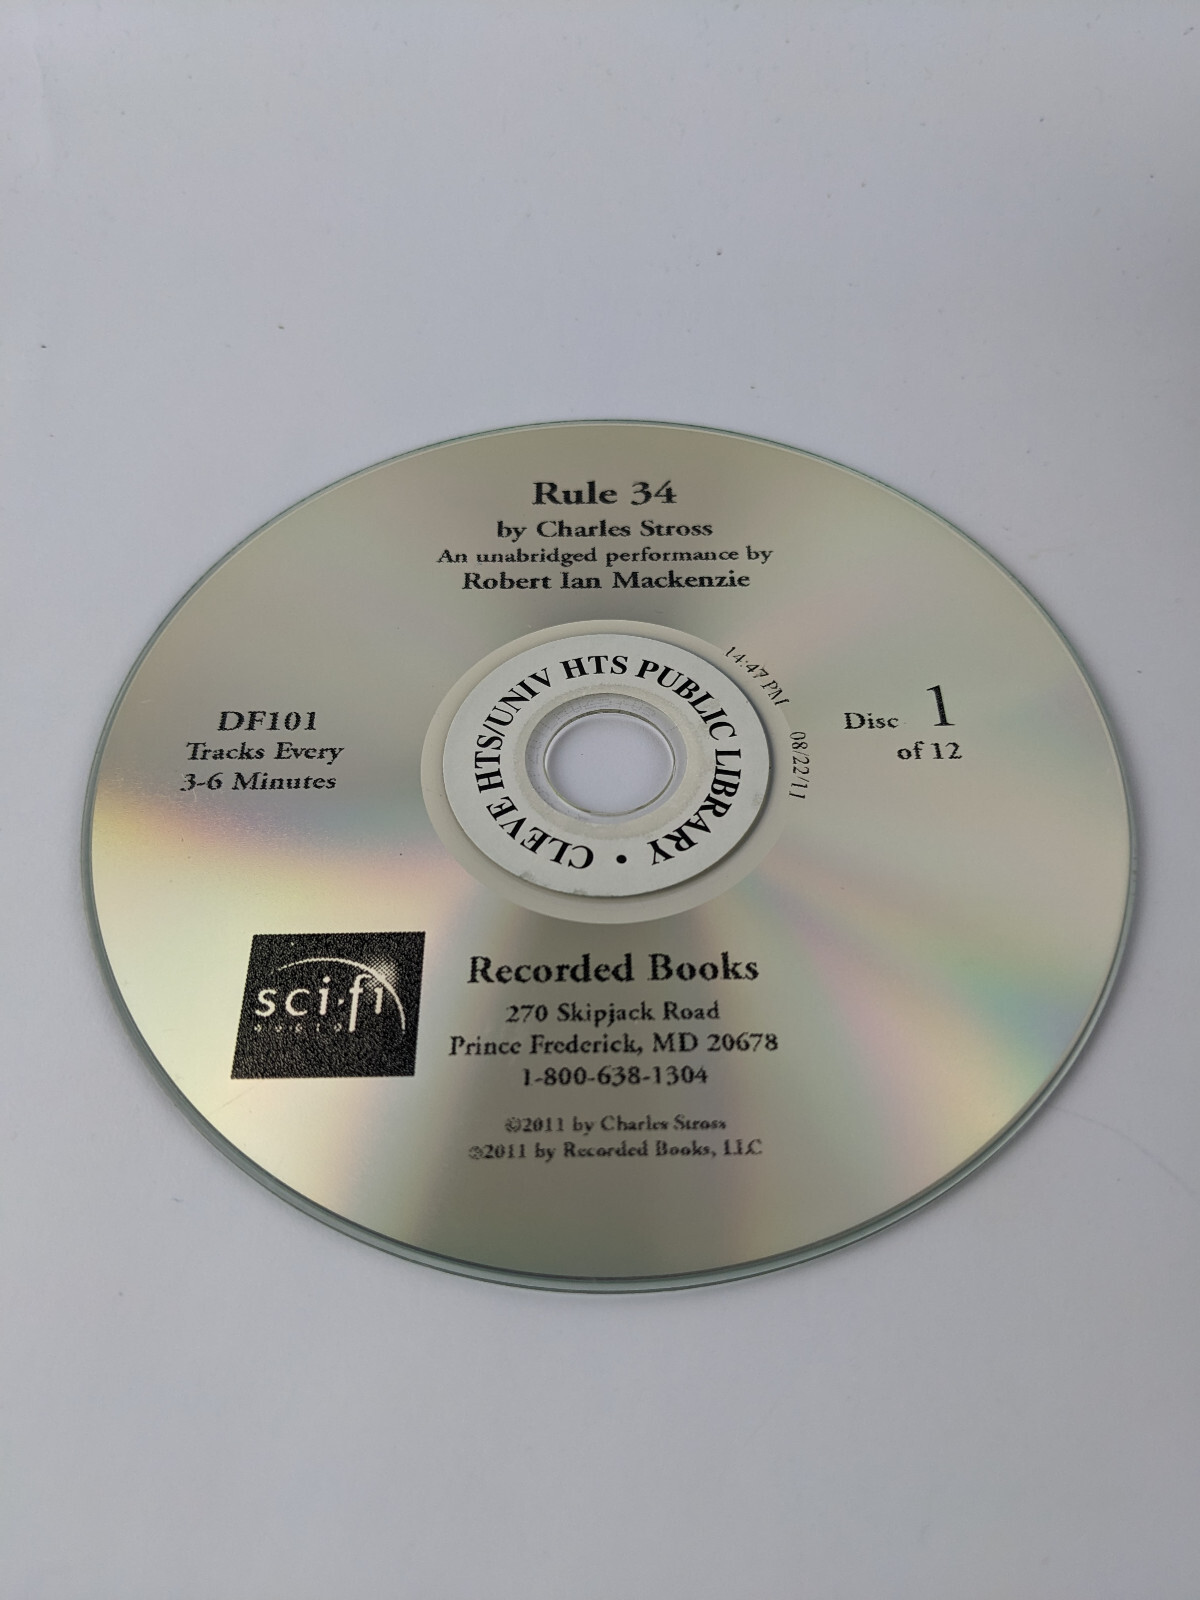 Rule 34
by Charles Stross
An unabridged performance by
Robert Ian Mackenzie
CLEVE HTS/UNIV HTS PUBLIC LIBRARY •
14:47 PM 08/22/11
DF101
Tracks Every
3-6 Minutes
Disc 1
of 12
sci·fi
AUDIO
Recorded Books
270 Skipjack Road
Prince Frederick, MD 20678
1-800-638-1304
©2011 by Charles Stross
℗2011 by Recorded Books, LLC